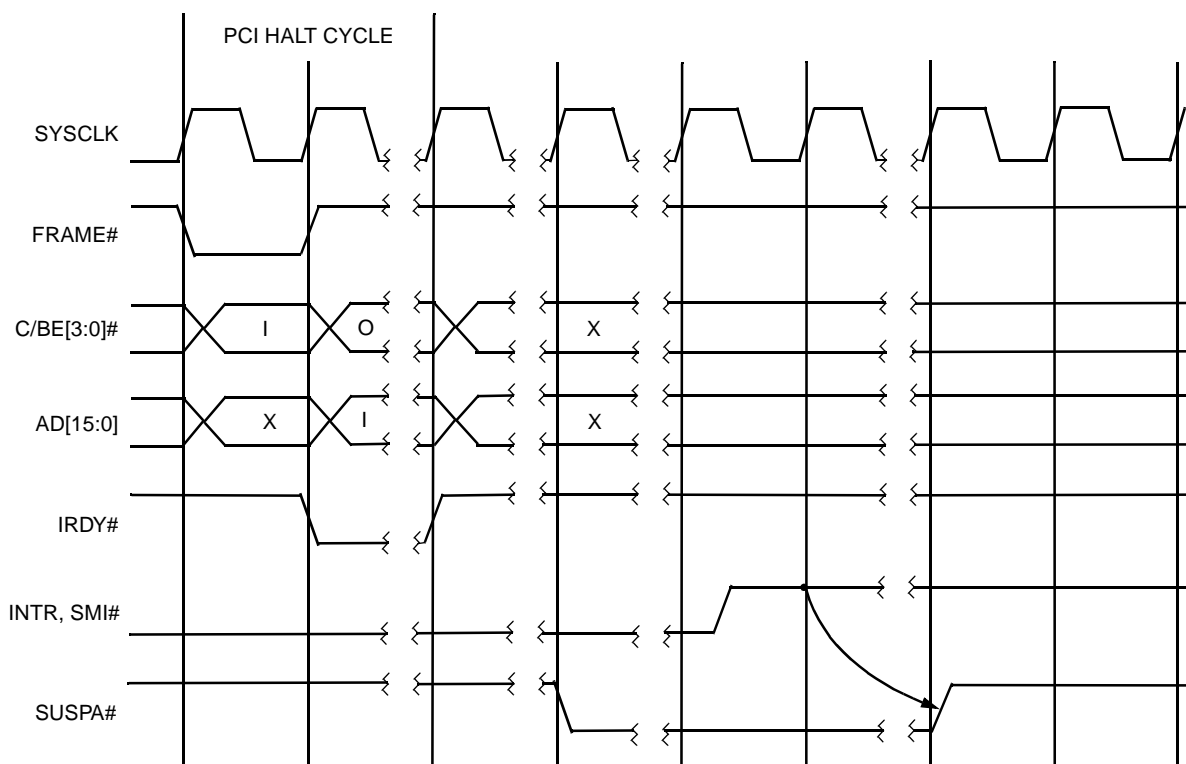 PCI HALT CYCLE
SYSCLK
FRAME#
C/BE[3:0]# I O X
AD[15:0] X I X
IRDY#
INTR, SMI#
SUSPA#